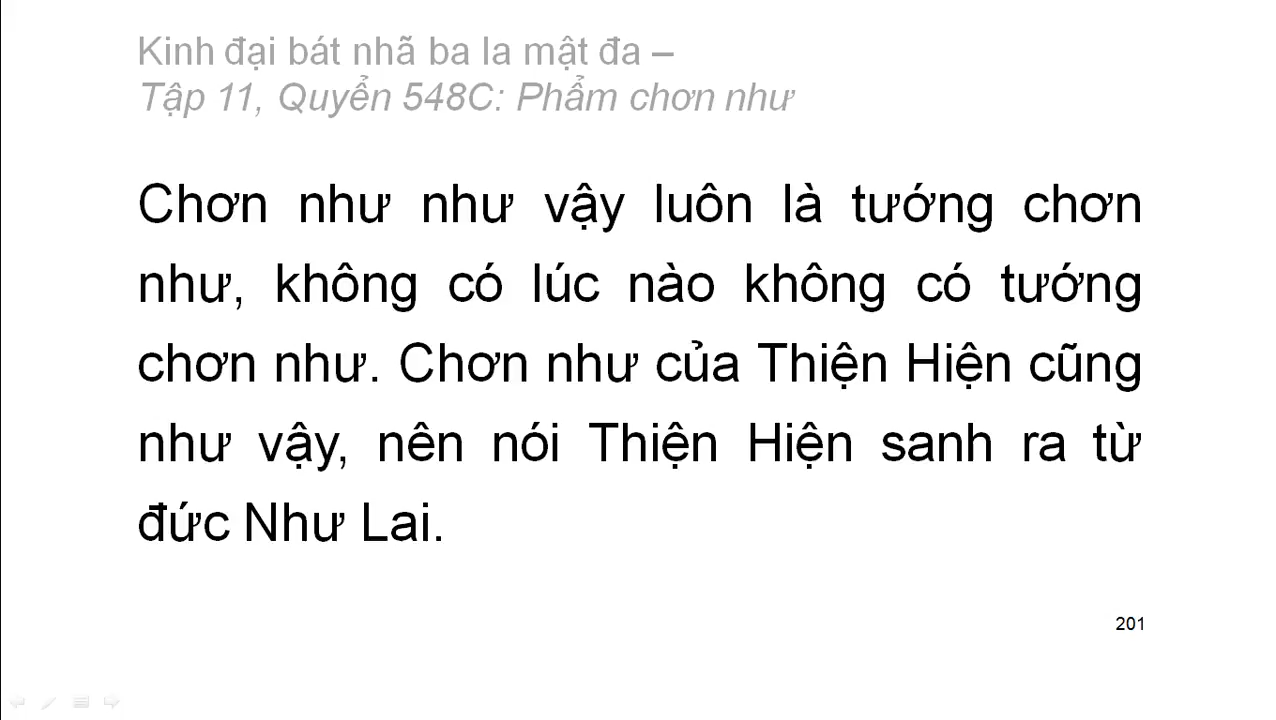 Kinh đại bát nhã ba la mật đa –
Tập 11, Quyển 548C: Phẩm chơn như
Chơn như như vậy luôn là tướng chơn
như, không có lúc nào không có tướng
chơn như. Chơn như của Thiện Hiện cũng
như vậy, nên nói Thiện Hiện sanh ra từ
đức Như Lai.
201